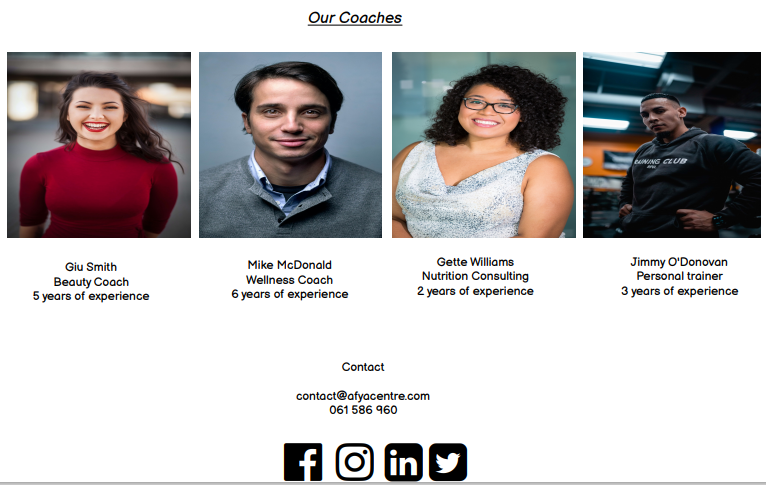 Our Coaches
RAINING CLUB
Giu Smith
Beauty Coach
5 years of experience
Mike McDonald
Wellness Coach
6 years of experience
Gette Williams
Nutrition Consulting
2 years of experience
Jimmy O'Donovan
Personal trainer
3 years of experience
Contact
contact@afyacentre.com
061 586 960
f
in